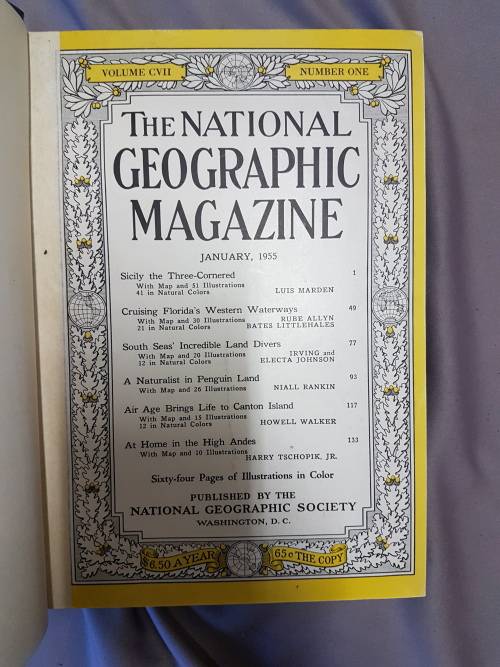 VOLUME CVII NUMBER ONE
THE NATIONAL
GEOGRAPHIC
MAGAZINE
JANUARY, 1955
Sicily the Three-Cornered 1
With Map and 51 Illustrations
41 in Natural Colors LUIS MARDEN
Cruising Florida's Western Waterways 49
With Map and 30 Illustrations RUBE ALLYN
21 in Natural Colors BATES LITTLEHALES
South Seas' Incredible Land Divers 77
With Map and 20 Illustrations IRVING and
12 in Natural Colors ELECTA JOHNSON
A Naturalist in Penguin Land 93
With Map and 26 Illustrations NIALL RANKIN
Air Age Brings Life to Canton Island 117
With Map and 15 Illustrations
12 in Natural Colors HOWELL WALKER
At Home in the High Andes 133
With Map and 10 Illustrations
HARRY TSCHOPIK, JR.
Sixty-four Pages of Illustrations in Color
PUBLISHED BY THE
NATIONAL GEOGRAPHIC SOCIETY
WASHINGTON, D. C.
$6.50 A YEAR 65c THE COPY